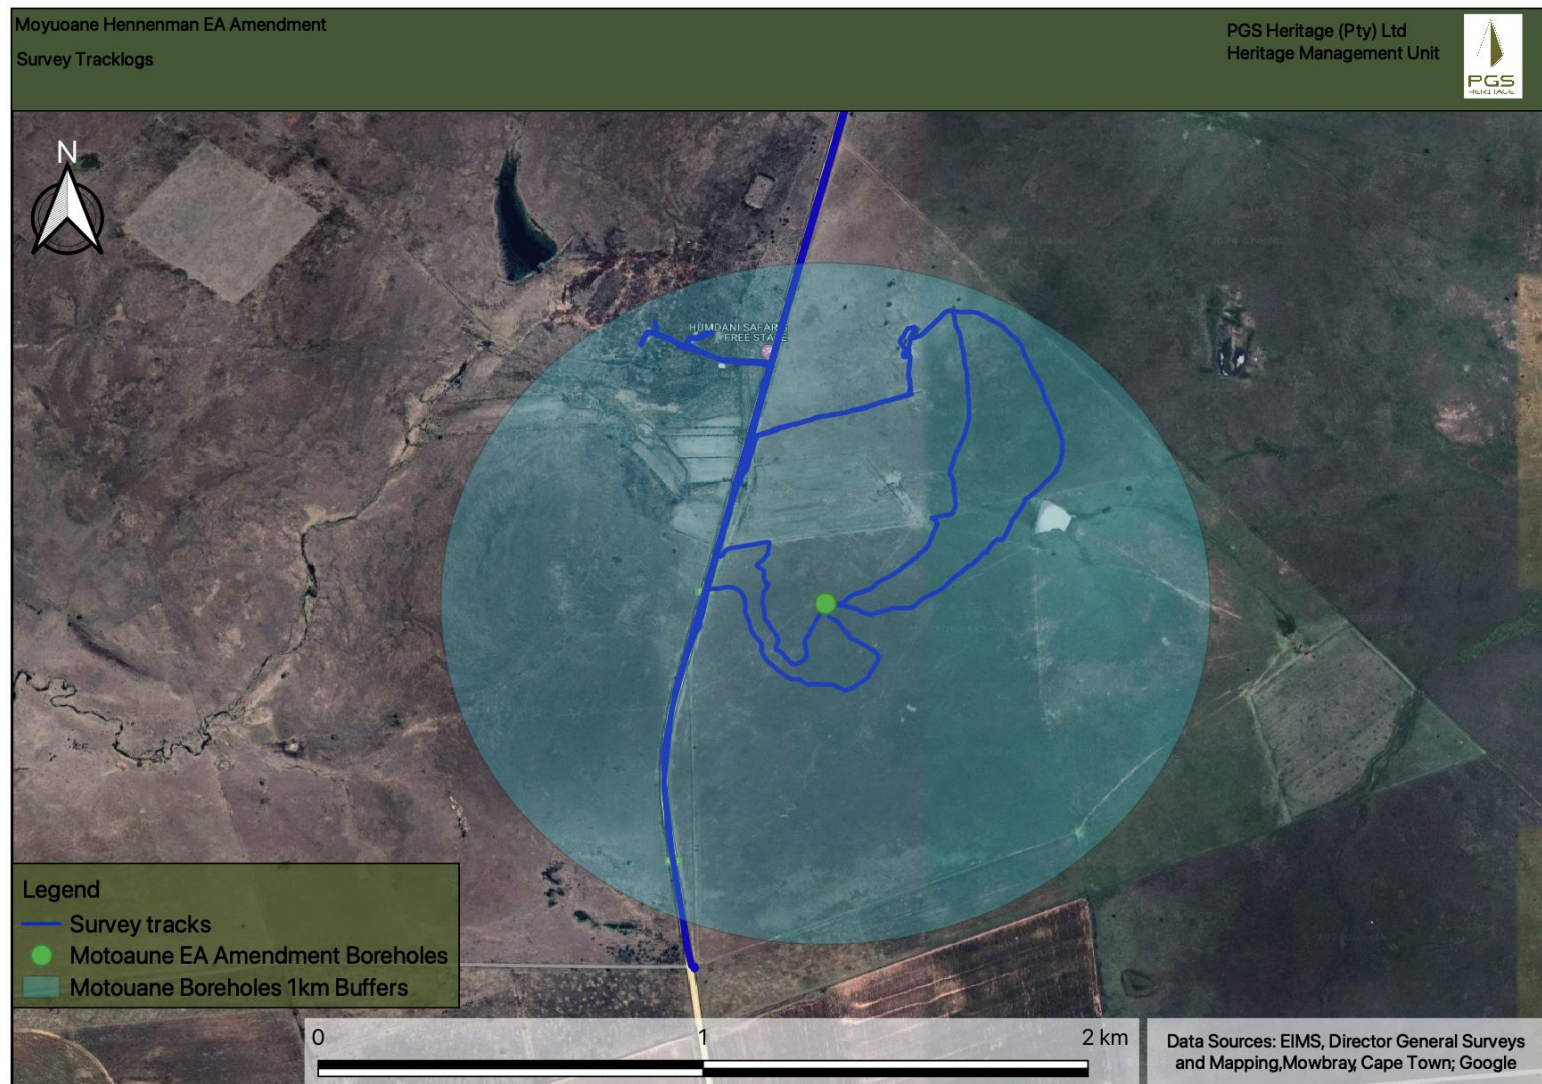 Moyuoane Hennenman EA Amendment
Survey Tracklogs
PGS Heritage (Pty) Ltd
Heritage Management Unit
PGS
HERITAGE
N
HUMDANI SAFARIS
FREE STATE
Legend
Survey tracks
Motoaune EA Amendment Boreholes
Motouane Boreholes 1km Buffers
0 1 2 km
Data Sources: EIMS, Director General Surveys
and Mapping,Mowbray, Cape Town; Google